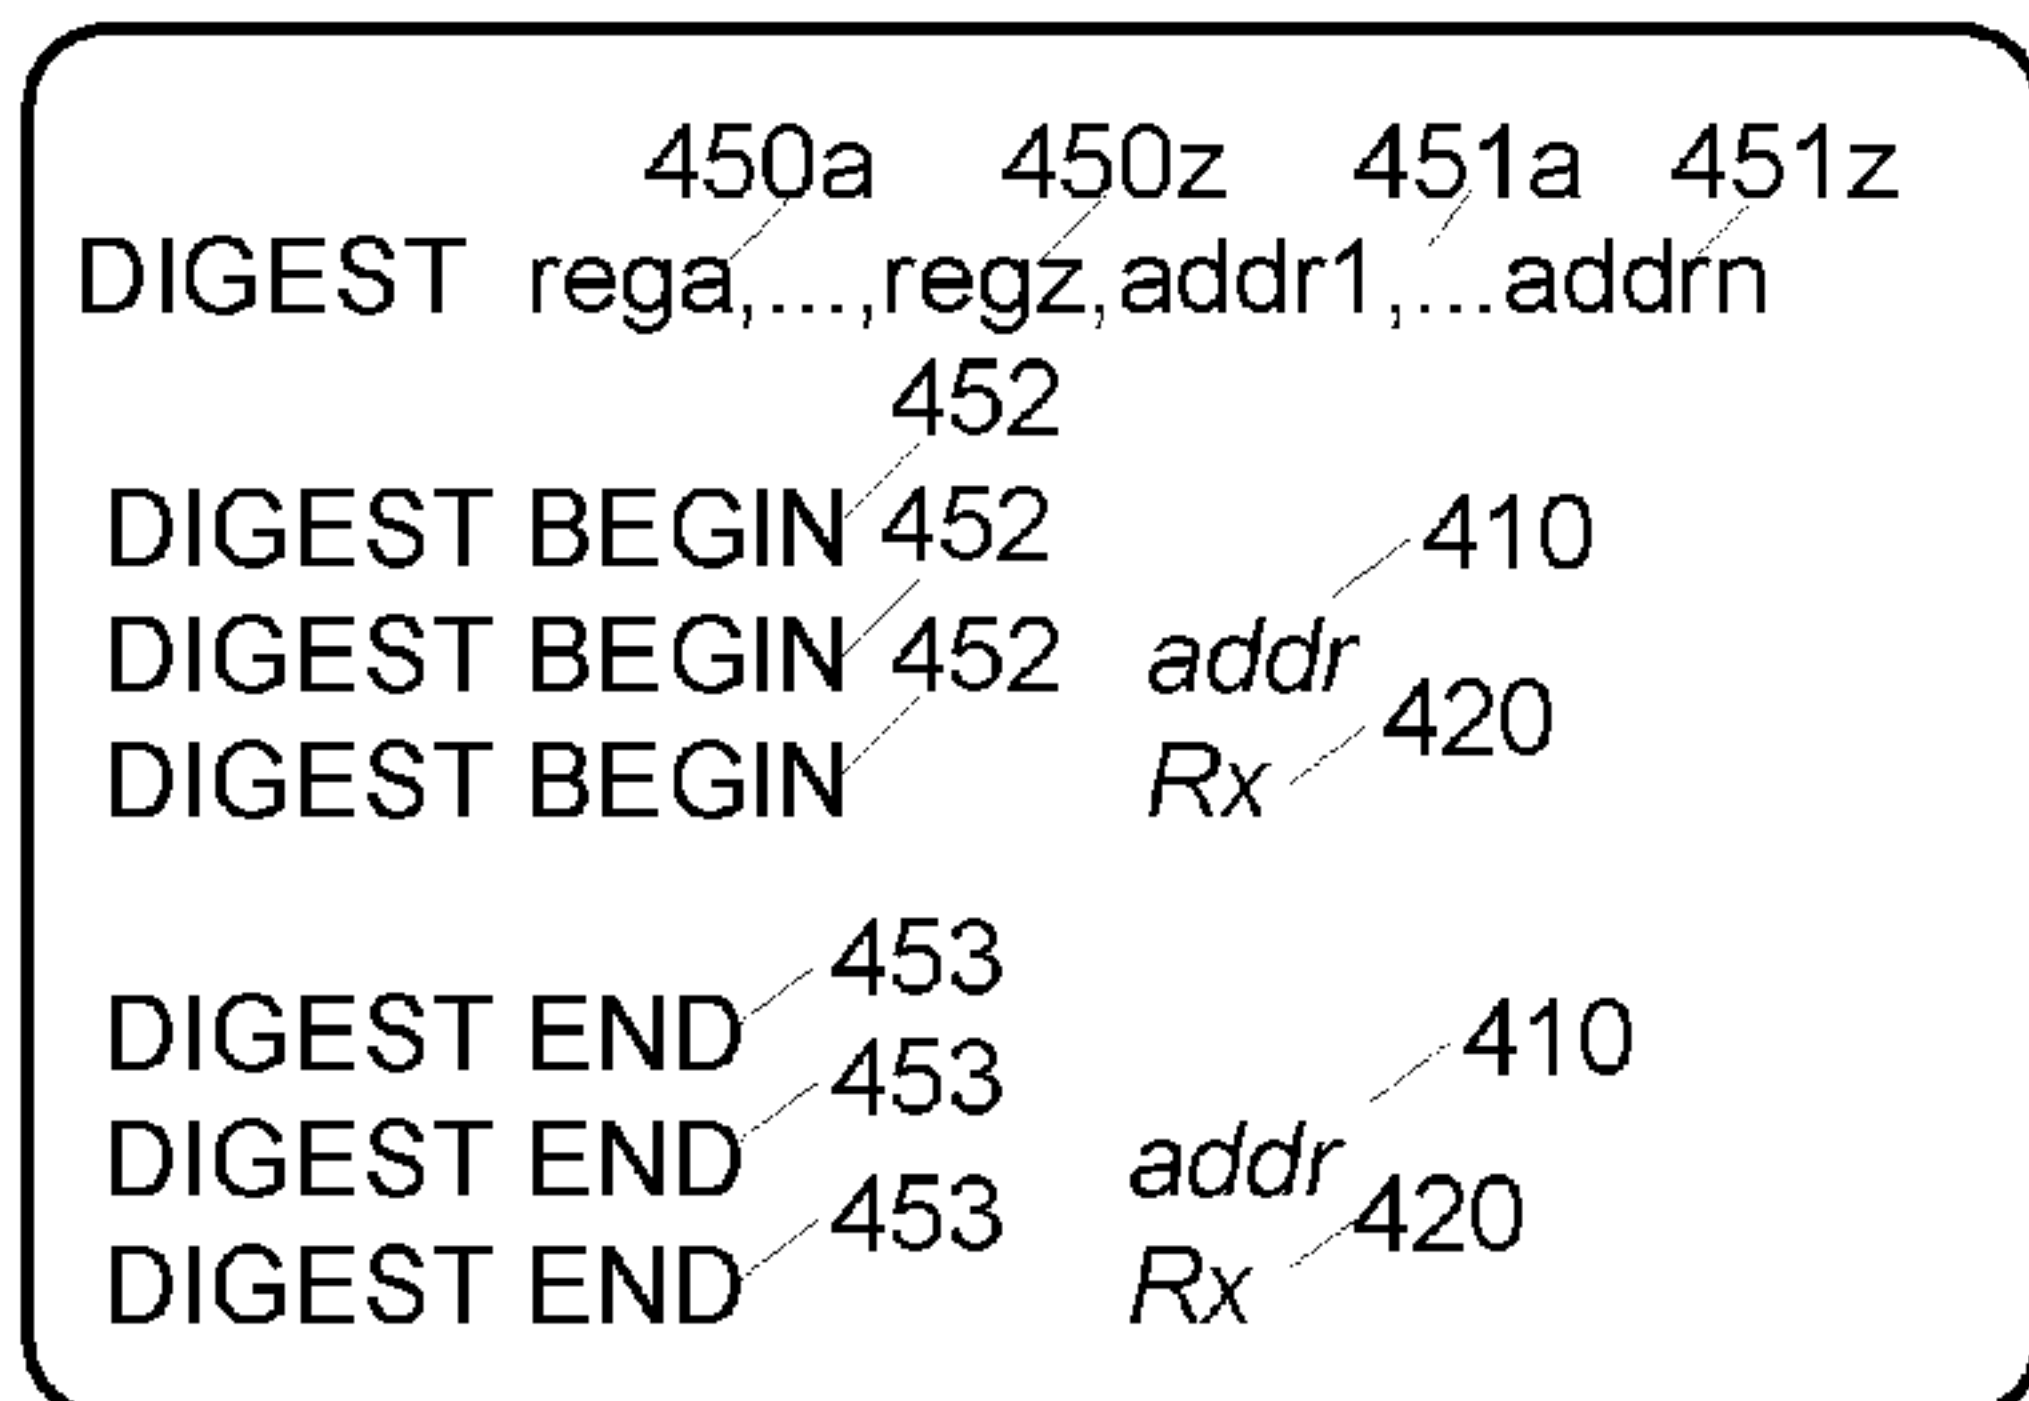 450a 450z 451a 451z
DIGEST rega,...,regz,addr1,...addrn
452
DIGEST BEGIN 452 410
DIGEST BEGIN 452 addr
420
DIGEST BEGIN Rx
453
DIGEST END 410
453
DIGEST END addr
453 420
DIGEST END Rx